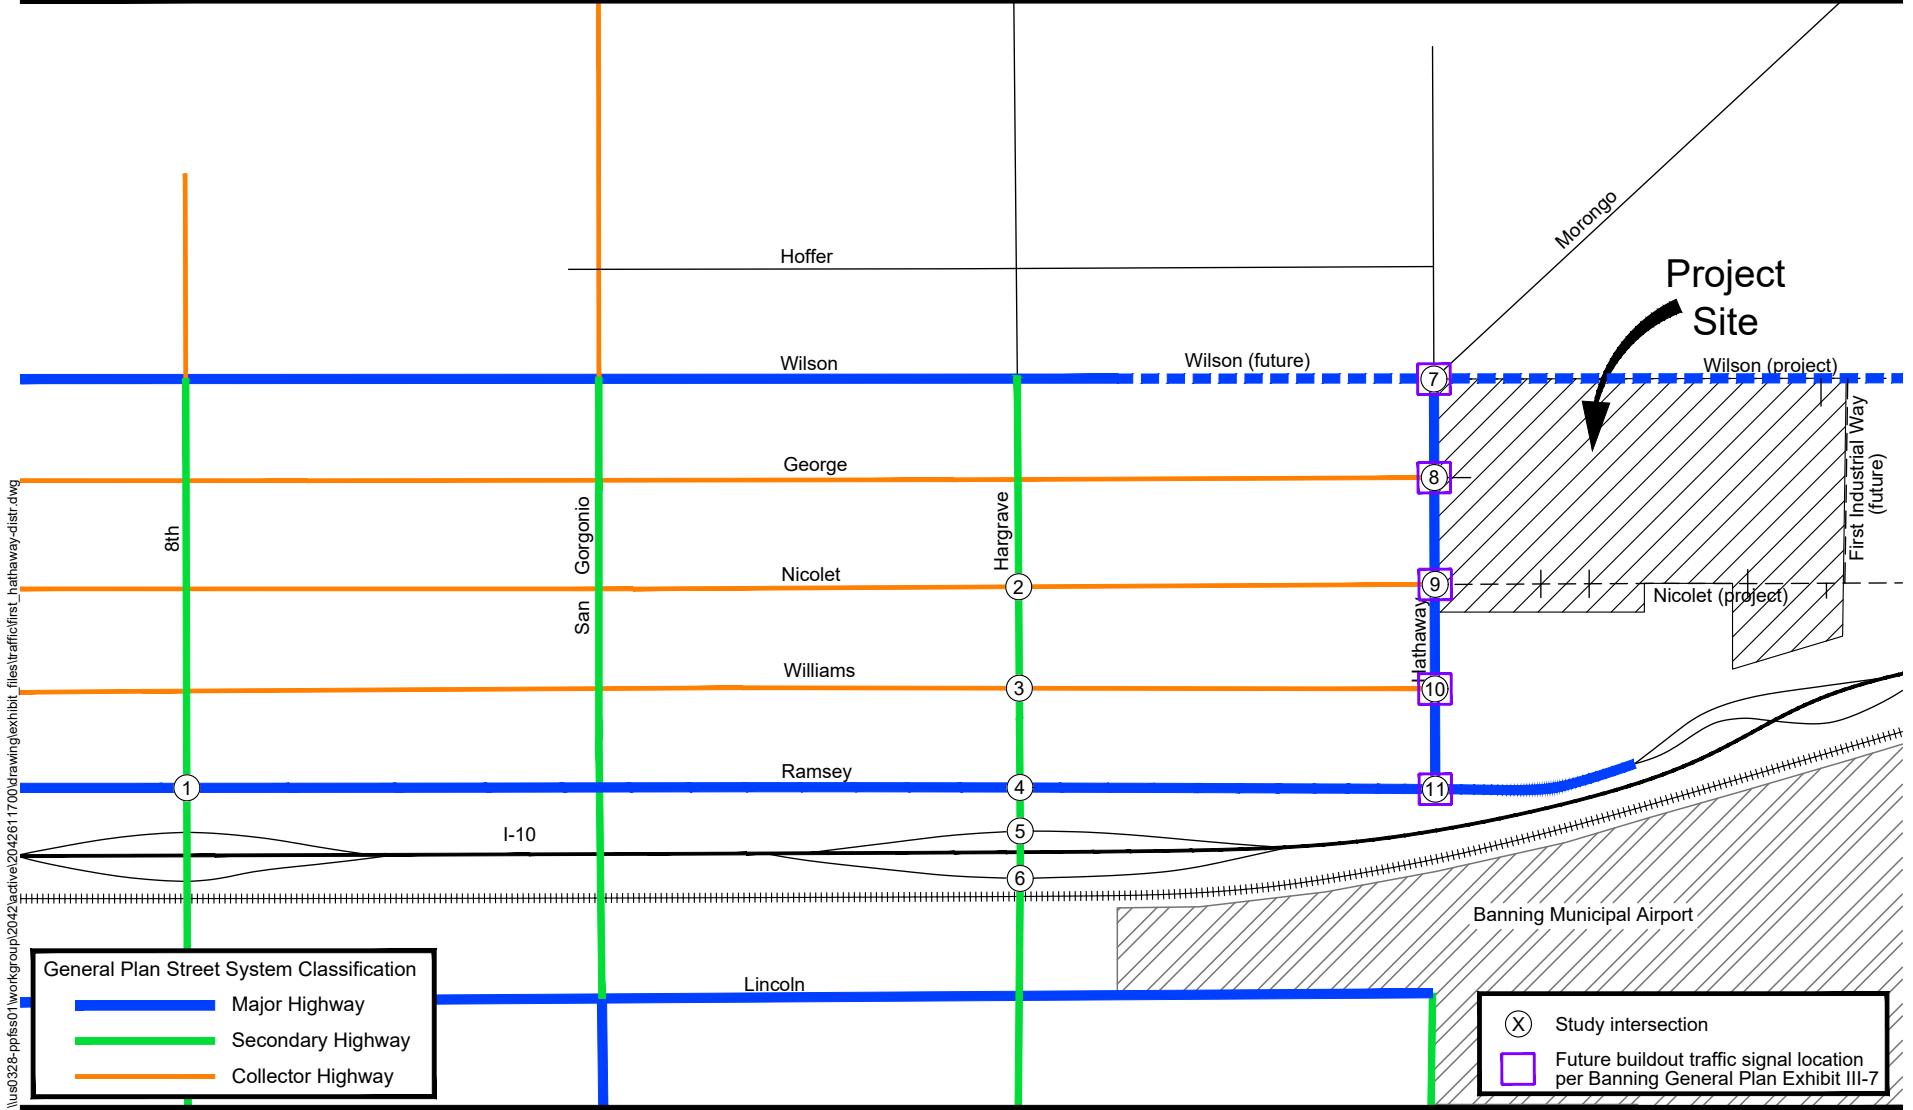 Hoffer
Morongo
Project
Site
Wilson
Wilson (future)
Wilson (project)
7
George
8
First Industrial Way
(future)
8th
San Gorgonio
Hargrave
Nicolet
2
9
Nicolet (project)
Hathaway
Williams
3
10
Ramsey
1
4
11
I-10
5
6
Banning Municipal Airport
Lincoln
General Plan Street System Classification
Major Highway
Secondary Highway
Collector Highway
X Study intersection
Future buildout traffic signal location
per Banning General Plan Exhibit III-7
\\us0328-ppfss01\workgroup\2042\active\2042611700\drawing\exhibit_files\traffic\first_hathaway-distr.dwg